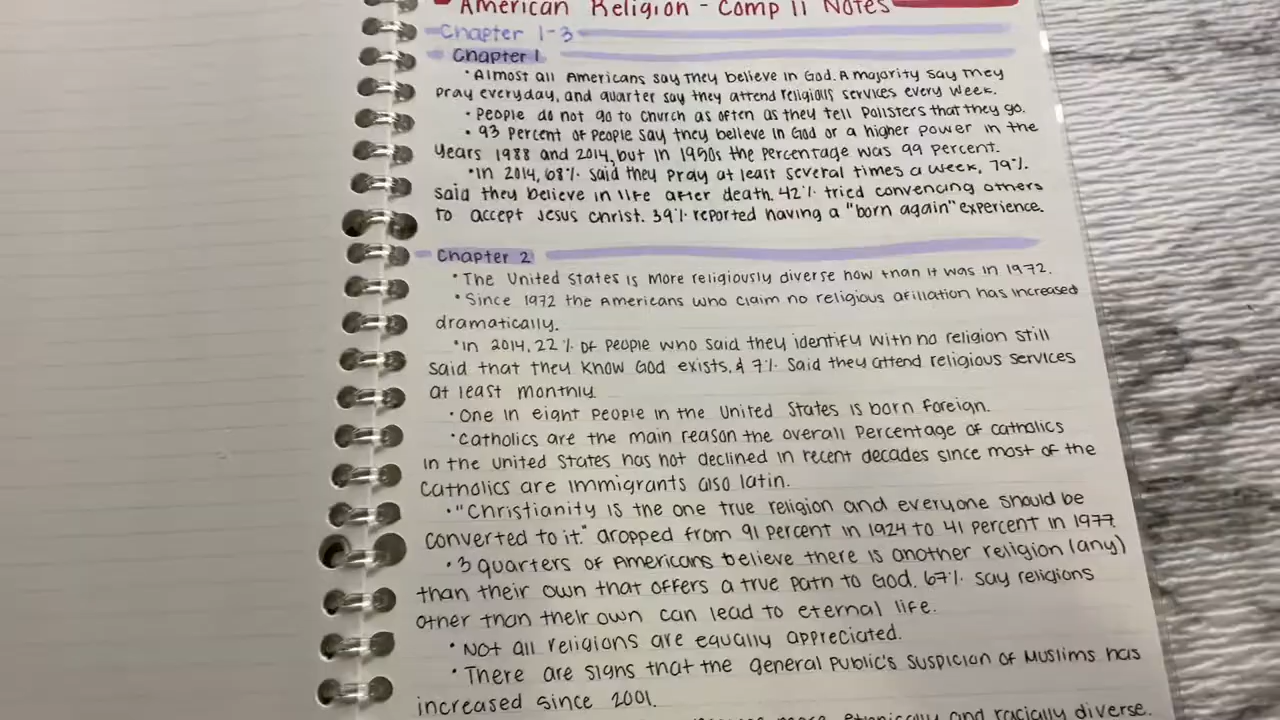 American Religion - Comp II Notes
Chapter 1-3
Chapter 1
• Almost all Americans say they believe in God. A majority say they
pray everyday, and quarter say they attend religious services every week.
• People do not go to church as often as they tell Pollsters that they go.
• 93 Percent of People say they believe in God or a higher power in the
years 1988 and 2014, but in 1950s the percentage was 99 percent.
• In 2014, 68% said they pray at least several times a week, 79%
said they believe in life after death. 42% tried convencing others
to accept Jesus Christ. 39% reported having a "born again" experience.
Chapter 2
• The United States is more religiously diverse now than it was in 1972.
• Since 1972 the Americans who claim no religious afiliation has increased
dramatically.
• In 2014, 22% of people who said they identify with no religion still
said that they know God exists, & 7% said they attend religious services
at least monthly.
• One in eight People in the United States is born foreign.
• Catholics are the main reason the overall Percentage of catholics
in the united States has not declined in recent decades since most of the
Catholics are immigrants also latin.
• "Christianity is the one true religion and everyone should be
converted to it." dropped from 91 percent in 1924 to 41 percent in 1977
• 3 quarters of Americans believe there is another religion (any)
than their own that offers a true path to God. 67% say religions
other than their own can lead to eternal life.
• Not all religions are equally appreciated.
• There are signs that the general Public's suspicion of Muslims has
increased since 2001.
more ethnically and racially diverse.